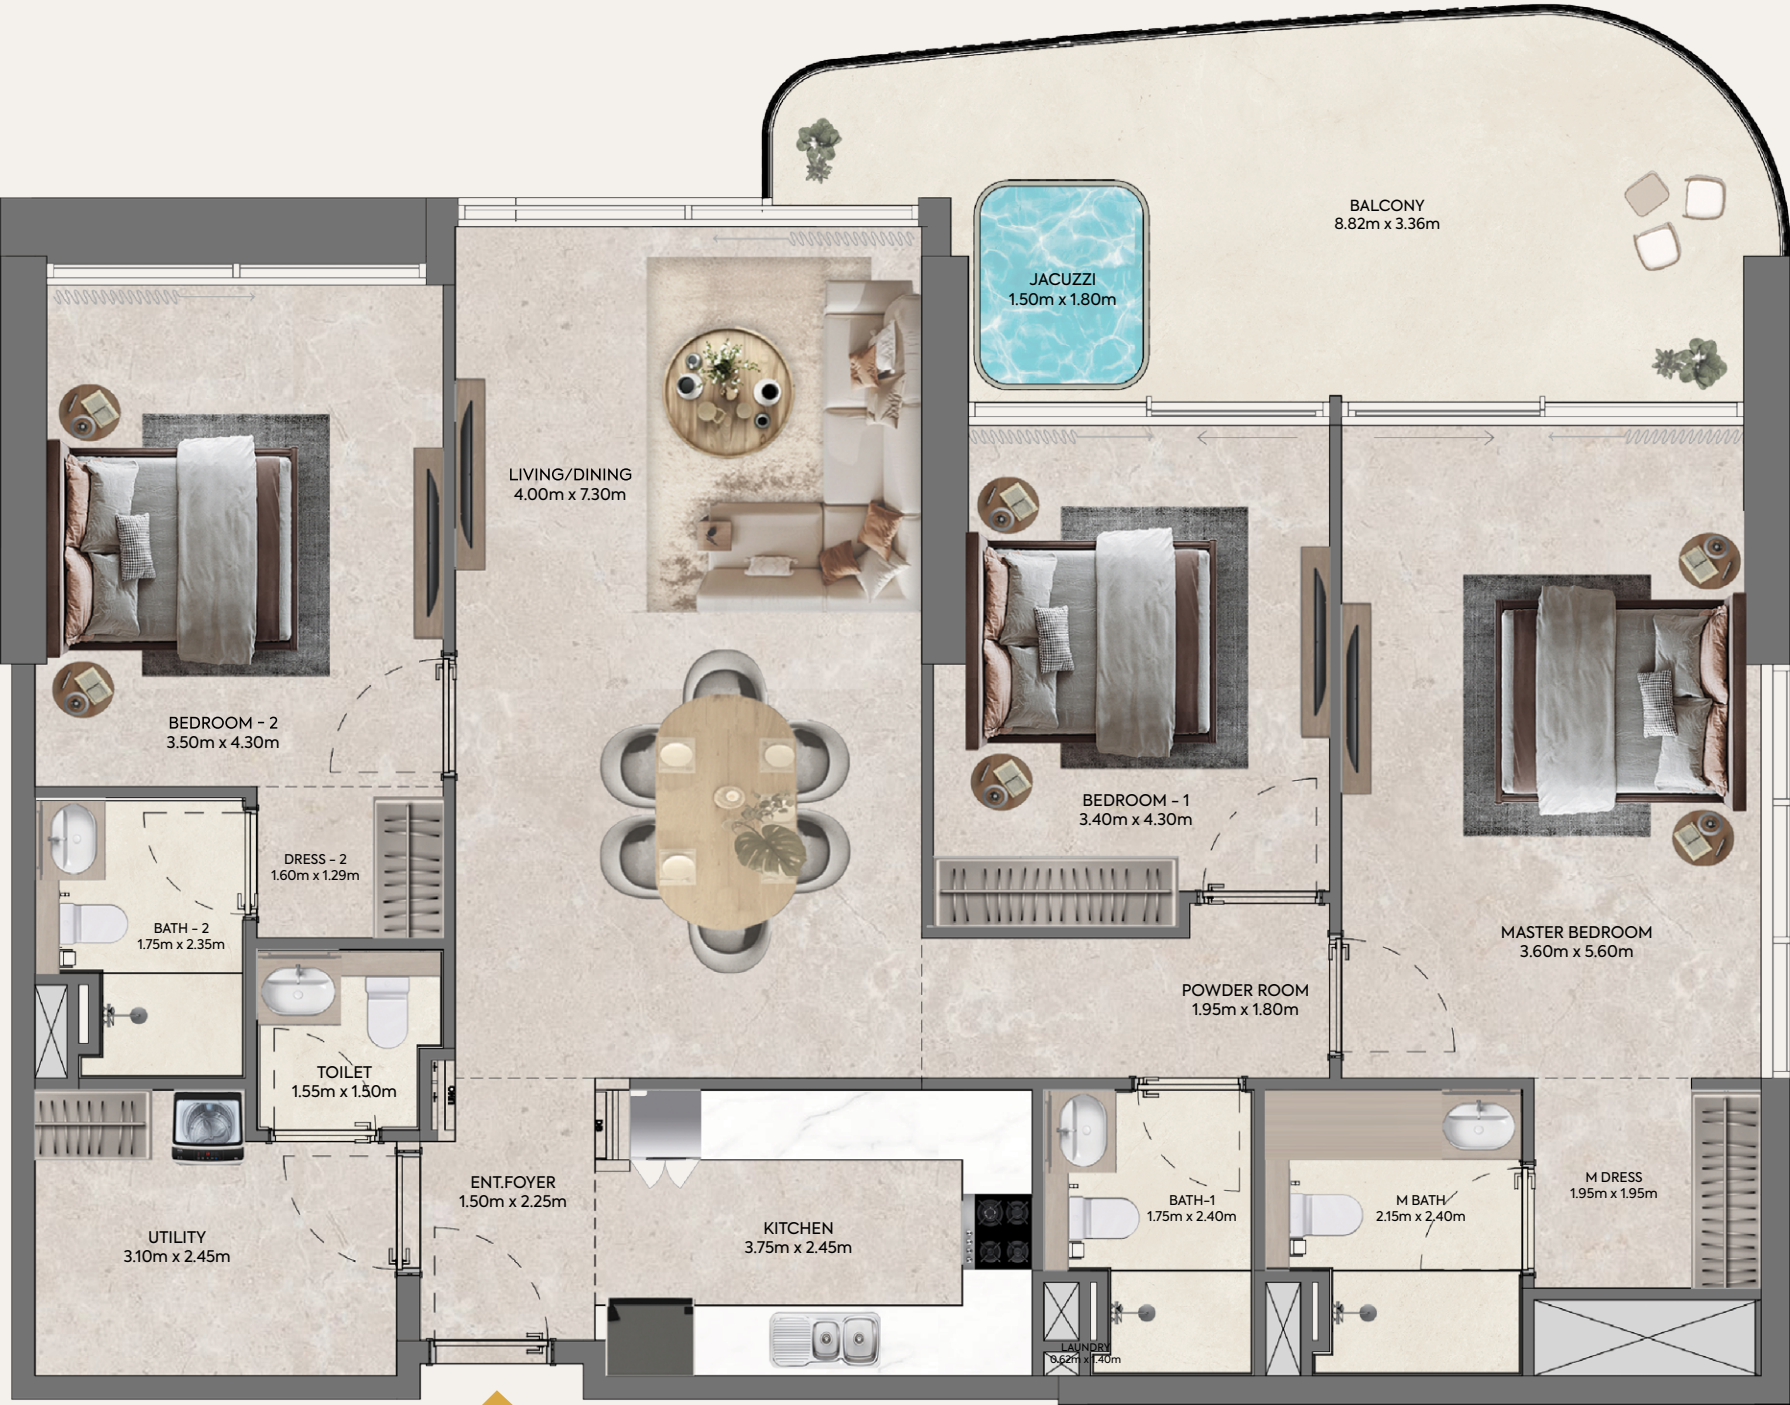 BALCONY
8.82m x 3.36m
JACUZZI
1.50m x 1.80m
LIVING/DINING
4.00m x 7.30m
BEDROOM - 2
3.50m x 4.30m
BEDROOM - 1
3.40m x 4.30m
DRESS - 2
1.60m x 1.29m
BATH - 2
1.75m x 2.35m
MASTER BEDROOM
3.60m x 5.60m
POWDER ROOM
1.95m x 1.80m
TOILET
1.55m x 1.50m
ENT.FOYER
1.50m x 2.25m
DB
UTILITY
3.10m x 2.45m
KITCHEN
3.75m x 2.45m
BATH-1
1.75m x 2.40m
M BATH
2.15m x 2.40m
M DRESS
1.95m x 1.95m
LAUNDRY
0.62m x 1.40m